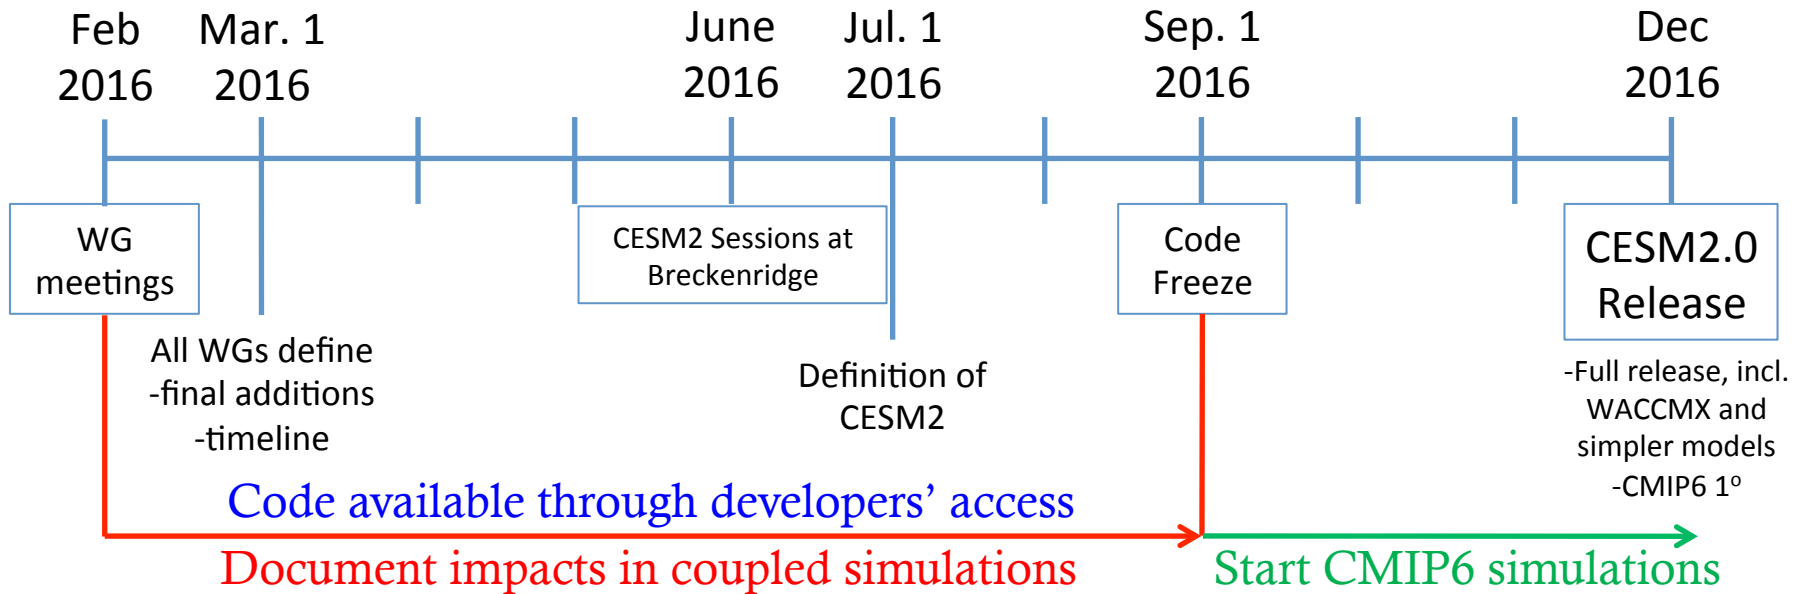 Feb
2016
Mar. 1
2016
June
2016
Jul. 1
2016
Sep. 1
2016
Dec
2016
WG
meetings
All WGs define
-final additions
-timeline
CESM2 Sessions at
Breckenridge
Definition of
CESM2
Code
Freeze
CESM2.0
Release
-Full release, incl.
WACCMX and
simpler models
-CMIP6 1º
Code available through developers’ access
Document impacts in coupled simulations
Start CMIP6 simulations